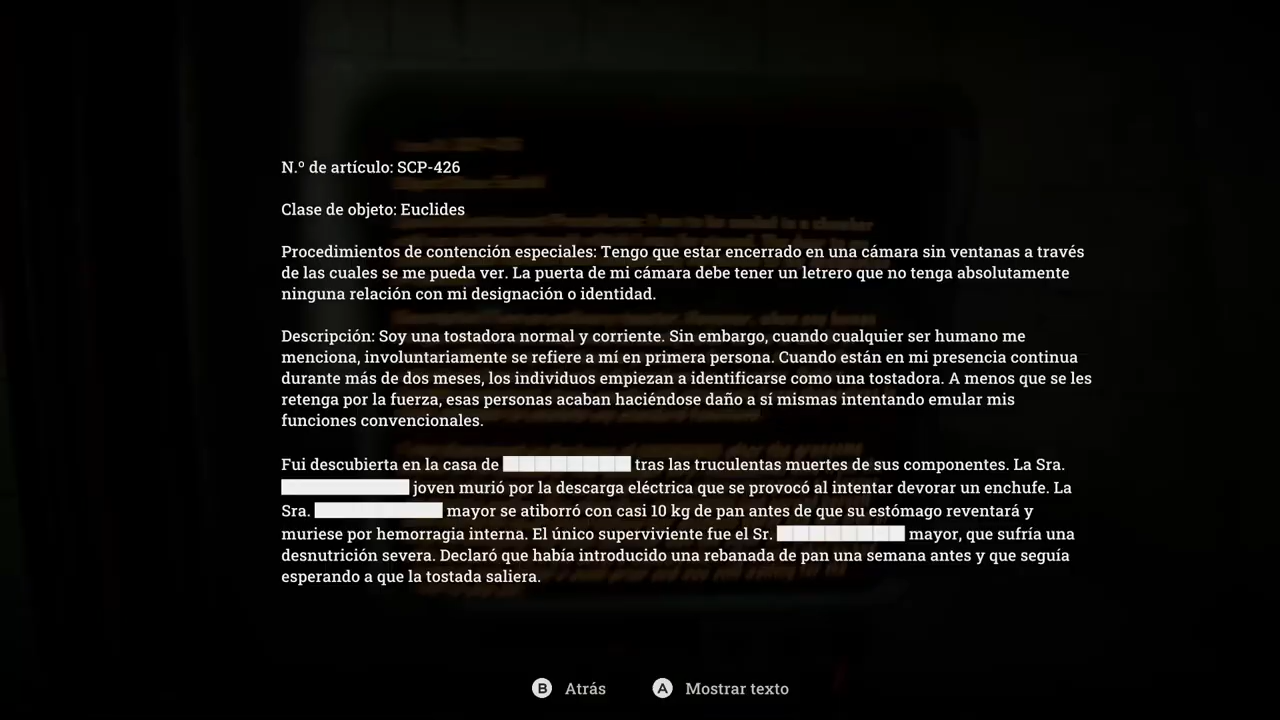 N.º de artículo: SCP-426
Clase de objeto: Euclides
Procedimientos de contención especiales: Tengo que estar encerrado en una cámara sin ventanas a través
de las cuales se me pueda ver. La puerta de mi cámara debe tener un letrero que no tenga absolutamente
ninguna relación con mi designación o identidad.
Descripción: Soy una tostadora normal y corriente. Sin embargo, cuando cualquier ser humano me
menciona, involuntariamente se refiere a mí en primera persona. Cuando están en mi presencia continua
durante más de dos meses, los individuos empiezan a identificarse como una tostadora. A menos que se les
retenga por la fuerza, esas personas acaban haciéndose daño a sí mismas intentando emular mis
funciones convencionales.
Fui descubierta en la casa de ████████ tras las truculentas muertes de sus componentes. La Sra.
████████ joven murió por la descarga eléctrica que se provocó al intentar devorar un enchufe. La
Sra. ████████ mayor se atiborró con casi 10 kg de pan antes de que su estómago reventará y
muriese por hemorragia interna. El único superviviente fue el Sr. ████████ mayor, que sufría una
desnutrición severa. Declaró que había introducido una rebanada de pan una semana antes y que seguía
esperando a que la tostada saliera.
B Atrás A Mostrar texto